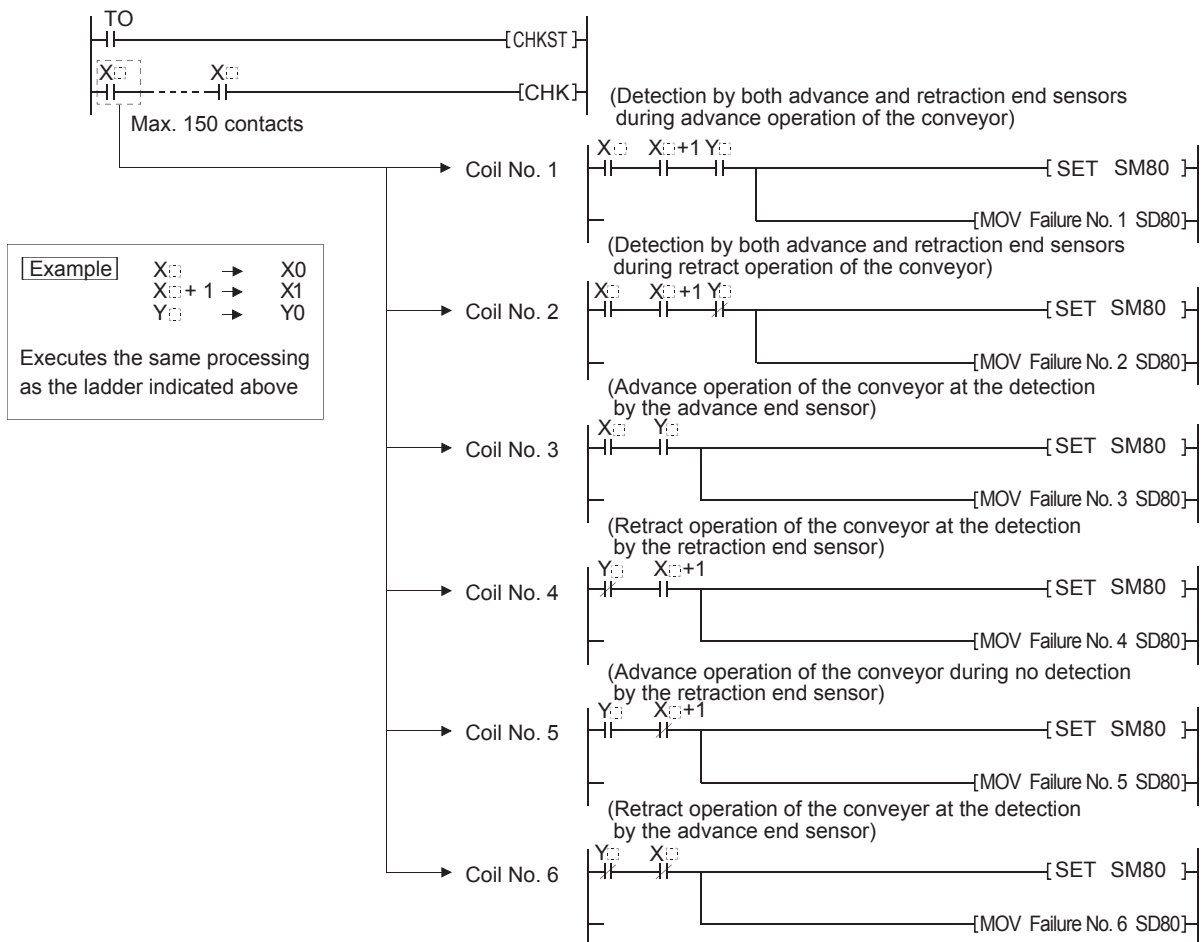 TO
[CHKST]
X⬚ X⬚
[CHK]
Max. 150 contacts
(Detection by both advance and retraction end sensors
during advance operation of the conveyor)
Coil No. 1
X⬚ X⬚+1 Y⬚
[SET SM80 ]
[MOV Failure No. 1 SD80]
(Detection by both advance and retraction end sensors
during retract operation of the conveyor)
Coil No. 2
X⬚ X⬚+1 Y⬚
[SET SM80 ]
[MOV Failure No. 2 SD80]
Example
X⬚ → X0
X⬚+ 1 → X1
Y⬚ → Y0
Executes the same processing
as the ladder indicated above
(Advance operation of the conveyor at the detection
by the advance end sensor)
Coil No. 3
X⬚ Y⬚
[SET SM80 ]
[MOV Failure No. 3 SD80]
(Retract operation of the conveyor at the detection
by the retraction end sensor)
Coil No. 4
Y⬚ X⬚+1
[SET SM80 ]
[MOV Failure No. 4 SD80]
(Advance operation of the conveyor during no detection
by the retraction end sensor)
Coil No. 5
Y⬚ X⬚+1
[SET SM80 ]
[MOV Failure No. 5 SD80]
(Retract operation of the conveyer at the detection
by the advance end sensor)
Coil No. 6
Y⬚ X⬚
[SET SM80 ]
[MOV Failure No. 6 SD80]